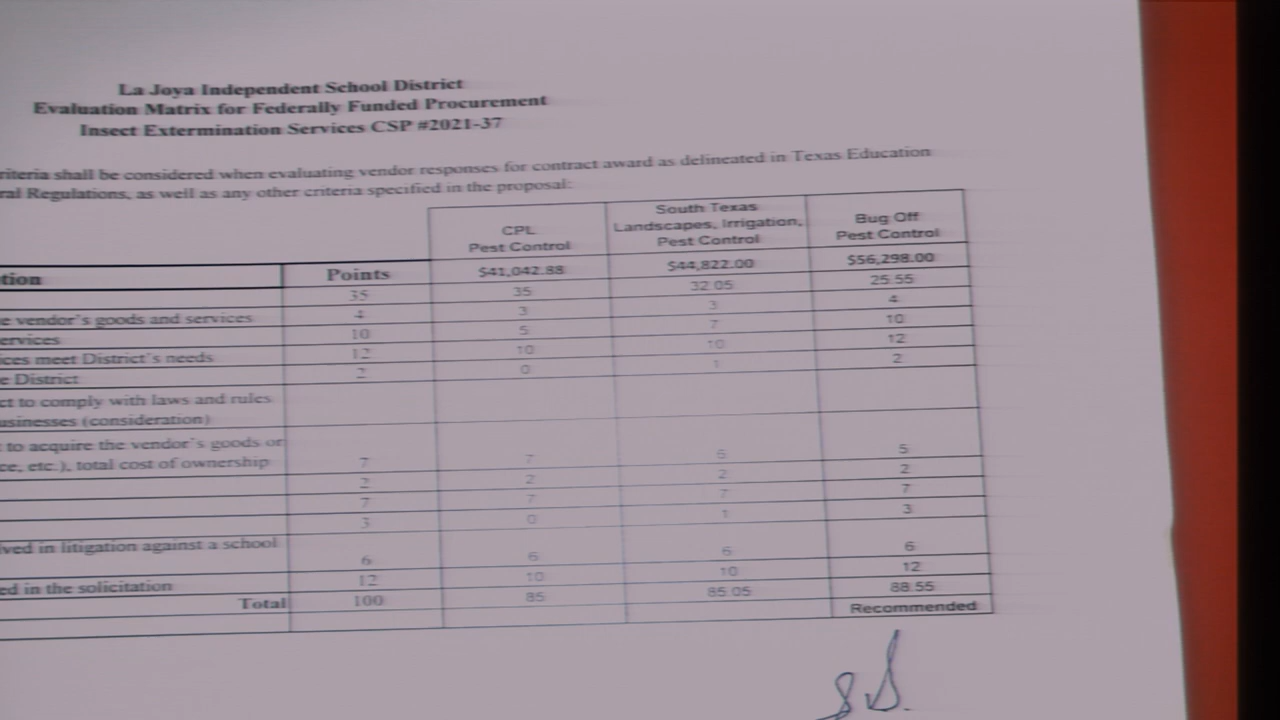 La Joya Independent School District
Evaluation Matrix for Federally Funded Procurement
Insect Extermination Services CSP #2021-37
riteria shall be considered when evaluating vendor responses for contract award as delineated in Texas Education
ral Regulations, as well as any other criteria specified in the proposal:
CPL Pest Control South Texas Landscapes, Irrigation, Pest Control Bug Off Pest Control
tion Points $41,042.88 $44,822.00 $56,298.00
35 35 32.05 25.55
e vendor's goods and services 4 3 3 4
ervices 10 5 7 10
ices meet District's needs 12 10 10 12
e District 2 0 1 2
ct to comply with laws and rules
usinesses (consideration)
to acquire the vendor's goods or
ce, etc.), total cost of ownership 7 7 5
2 2 2 2
7 7 7 7
3 0 1 3
ved in litigation against a school
6 6 6 6
ed in the solicitation 12 10 10 12
Total 100 85 85.05 88.55
Recommended